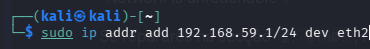 ┌──(kali㉿kali)-[~]
└─$ sudo ip addr add 192.168.59.1/24 dev eth2